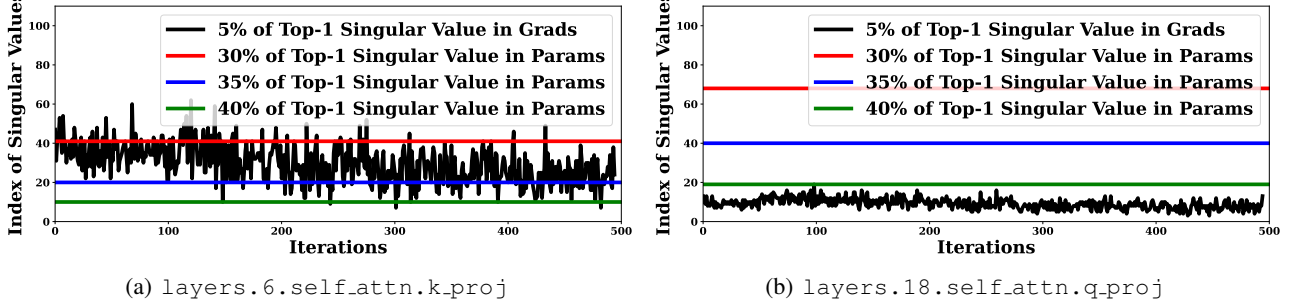 Index of Singular Values
100
80
60
40
20
0
5% of Top-1 Singular Value in Grads
30% of Top-1 Singular Value in Params
35% of Top-1 Singular Value in Params
40% of Top-1 Singular Value in Params
0 100 200 300 400 500
Iterations
(a) layers.6.self_attn.k_proj
Index of Singular Values
100
80
60
40
20
0
5% of Top-1 Singular Value in Grads
30% of Top-1 Singular Value in Params
35% of Top-1 Singular Value in Params
40% of Top-1 Singular Value in Params
0 100 200 300 400 500
Iterations
(b) layers.18.self_attn.q_proj